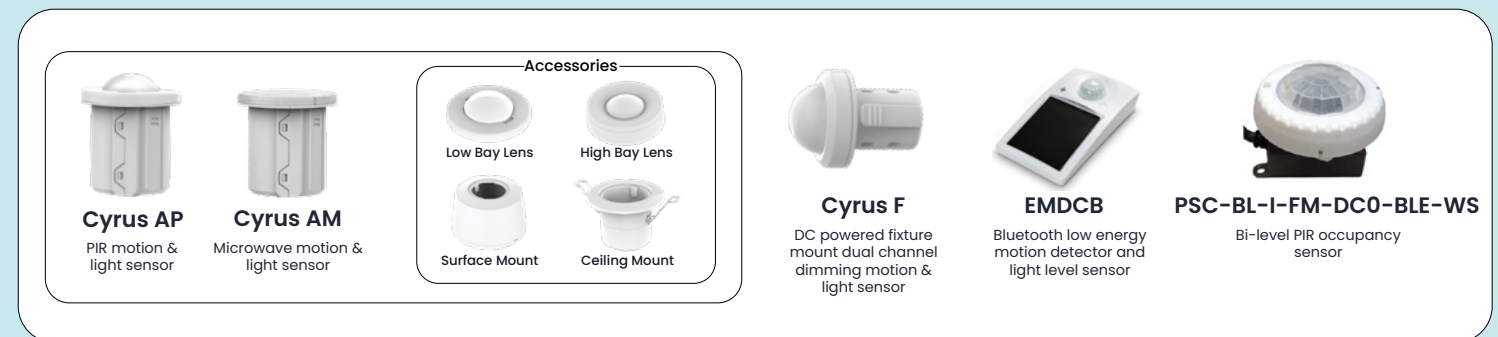 Cyrus AP
PIR motion &
light sensor
Cyrus AM
Microwave motion &
light sensor
Accessories
Low Bay Lens
High Bay Lens
Surface Mount
Ceiling Mount
Cyrus F
DC powered fixture
mount dual channel
dimming motion &
light sensor
EMDCB
Bluetooth low energy
motion detector and
light level sensor
PSC-BL-I-FM-DC0-BLE-WS
Bi-level PIR occupancy
sensor